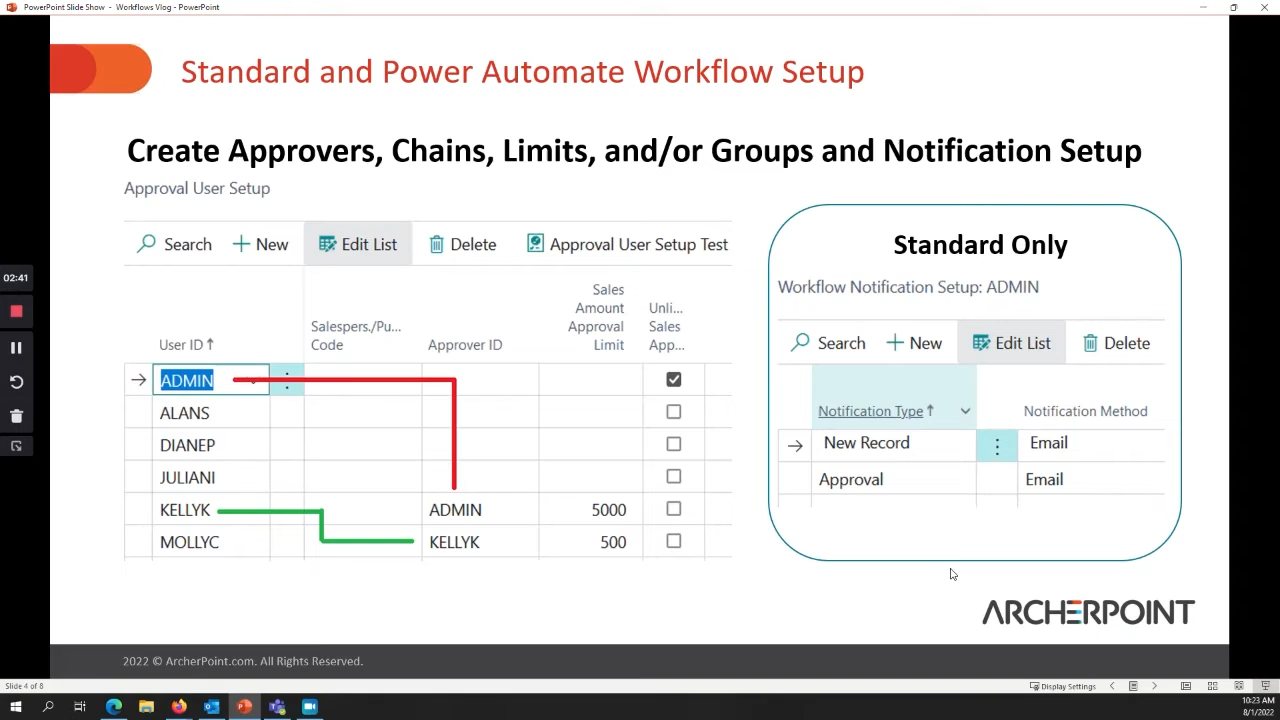 PowerPoint Slide Show - Workflows Vlog - PowerPoint
Standard and Power Automate Workflow Setup
Create Approvers, Chains, Limits, and/or Groups and Notification Setup
Approval User Setup
Search New Edit List Delete Approval User Setup Test
User ID↑ Salespers./Pu... Code Approver ID Sales Amount Approval Limit Unli... Sales App...
ADMIN
ALANS
DIANEP
JULIANI
KELLYK ADMIN 5000
MOLLYC KELLYK 500
Standard Only
Workflow Notification Setup: ADMIN
Search New Edit List Delete
Notification Type↑ Notification Method
New Record Email
Approval Email
02:41
ARCHERPOINT
2022 © ArcherPoint.com. All Rights Reserved.
Slide 4 of 8
Display Settings
10:23 AM
8/1/2022